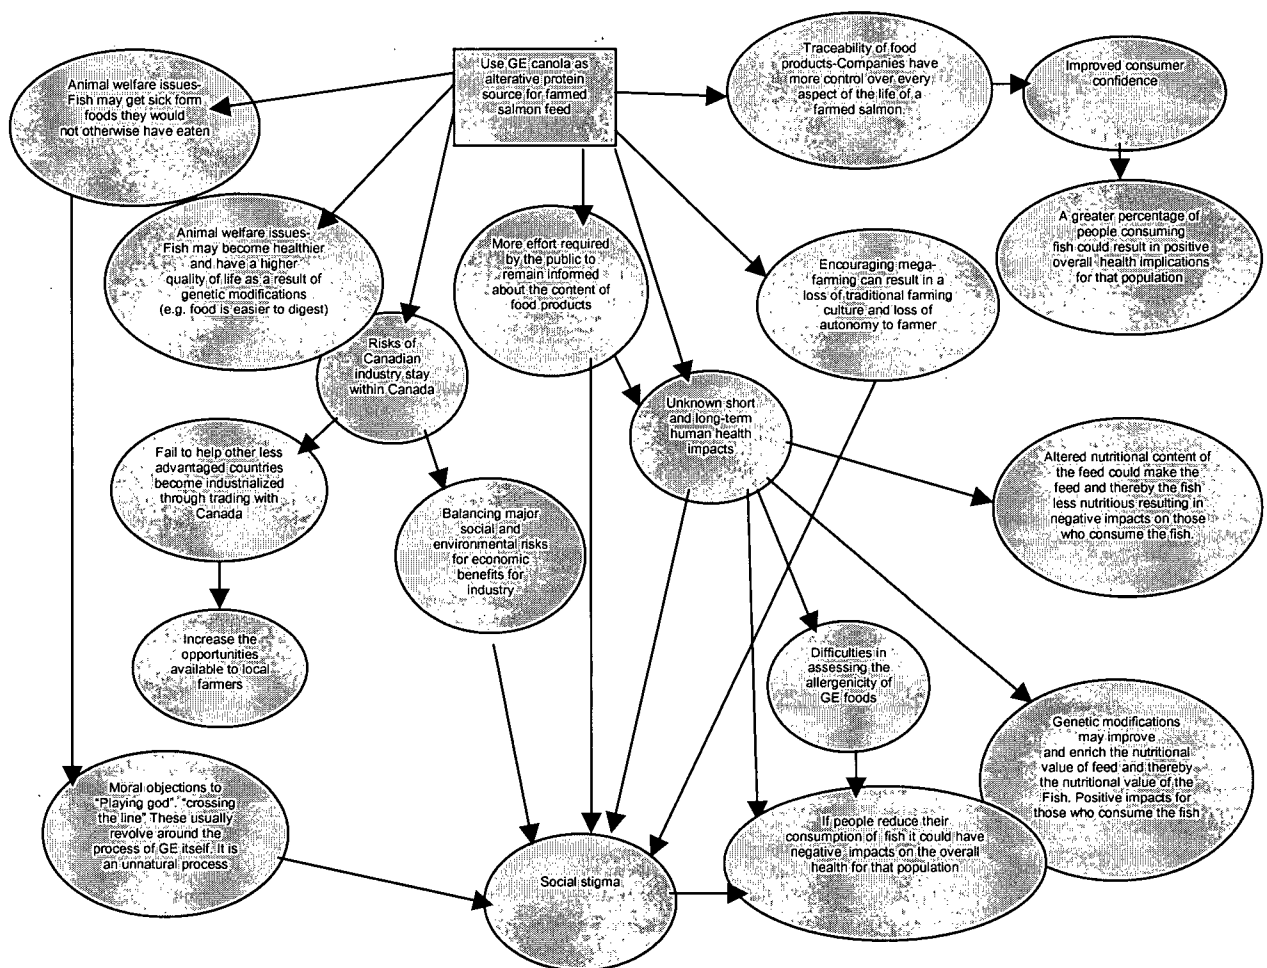 Use GE canola as
alterative protein
source for farmed
salmon feed
Traceability of food
products-Companies have
more control over every
aspect of the life of a
farmed salmon.
Improved consumer
confidence
Animal welfare issues-
Fish may get sick form
foods they would
not otherwise have eaten
A greater percentage of
people consuming
fish could result in positive
overall health implications
for that population
Animal welfare issues-
Fish may become healthier
and have a higher
quality of life as a result of
genetic modifications
(e.g. food is easier to digest)
More effort required
by the public to
remain informed
about the content of
food products
Encouraging mega-
farming can result in a
loss of traditional farming
culture and loss of
autonomy to farmer
Risks of
Canadian
industry stay
within Canada
Unknown short
and long-term
human health
impacts
Fail to help other less
advantaged countries
become industrialized
through trading with
Canada
Altered nutritional content of
the feed could make the
feed and thereby the fish
less nutritious resulting in
negative impacts on those
who consume the fish.
Balancing major
social and
environmental risks
for economic
benefits for
Industry
Increase the
opportunities
available to local
farmers
Difficulties in
assessing the
allergenicity of
GE foods
Genetic modifications
may improve
and enrich the nutritional
value of feed and thereby
the nutritional value of the
Fish. Positive impacts for
those who consume the fish
Moral objections to
"Playing god". "crossing
the line" These usually
revolve around the
process of GE itself. It is
an unnatural process
If people reduce their
consumption of fish it could have
negative impacts on the overall
health for that population
Social stigma